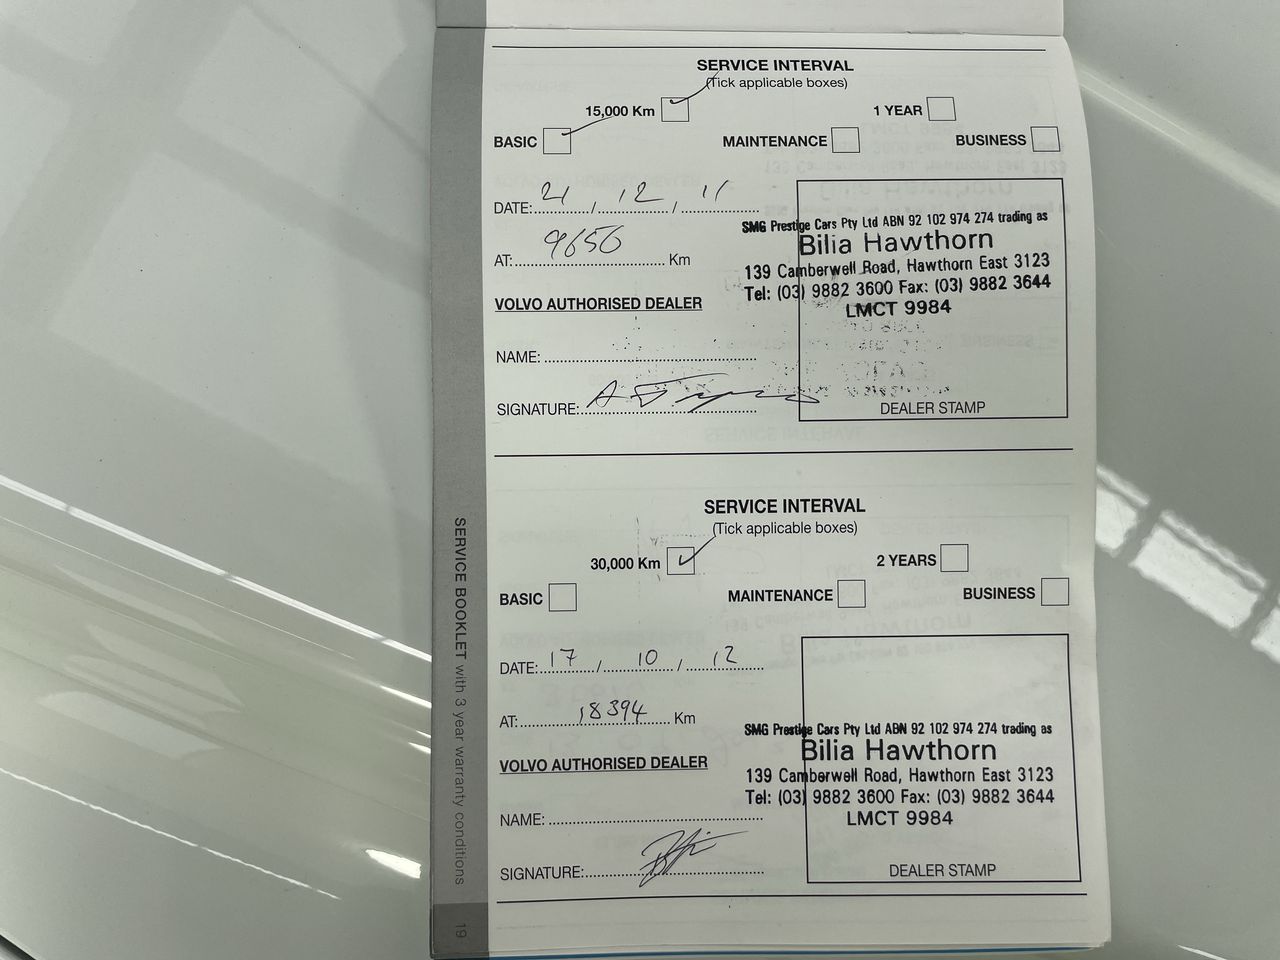 SERVICE INTERVAL
(Tick applicable boxes)
15,000 Km 1 YEAR
BASIC MAINTENANCE BUSINESS
DATE: 21 / 12 / 11
SMG Prestige Cars Pty Ltd ABN 92 102 974 274 trading as
Bilia Hawthorn
139 Camberwell Road, Hawthorn East 3123
Tel: (03) 9882 3600 Fax: (03) 9882 3644
LMCT 9984
AT: 9656 Km
VOLVO AUTHORISED DEALER
NAME:
SIGNATURE:
DEALER STAMP
SERVICE INTERVAL
(Tick applicable boxes)
30,000 Km 2 YEARS
BASIC MAINTENANCE BUSINESS
DATE: 17 / 10 / 12
AT: 18394 Km
SMG Prestige Cars Pty Ltd ABN 92 102 974 274 trading as
Bilia Hawthorn
139 Camberwell Road, Hawthorn East 3123
Tel: (03) 9882 3600 Fax: (03) 9882 3644
LMCT 9984
VOLVO AUTHORISED DEALER
NAME:
SIGNATURE:
DEALER STAMP
SERVICE BOOKLET with 3 year warranty conditions
19